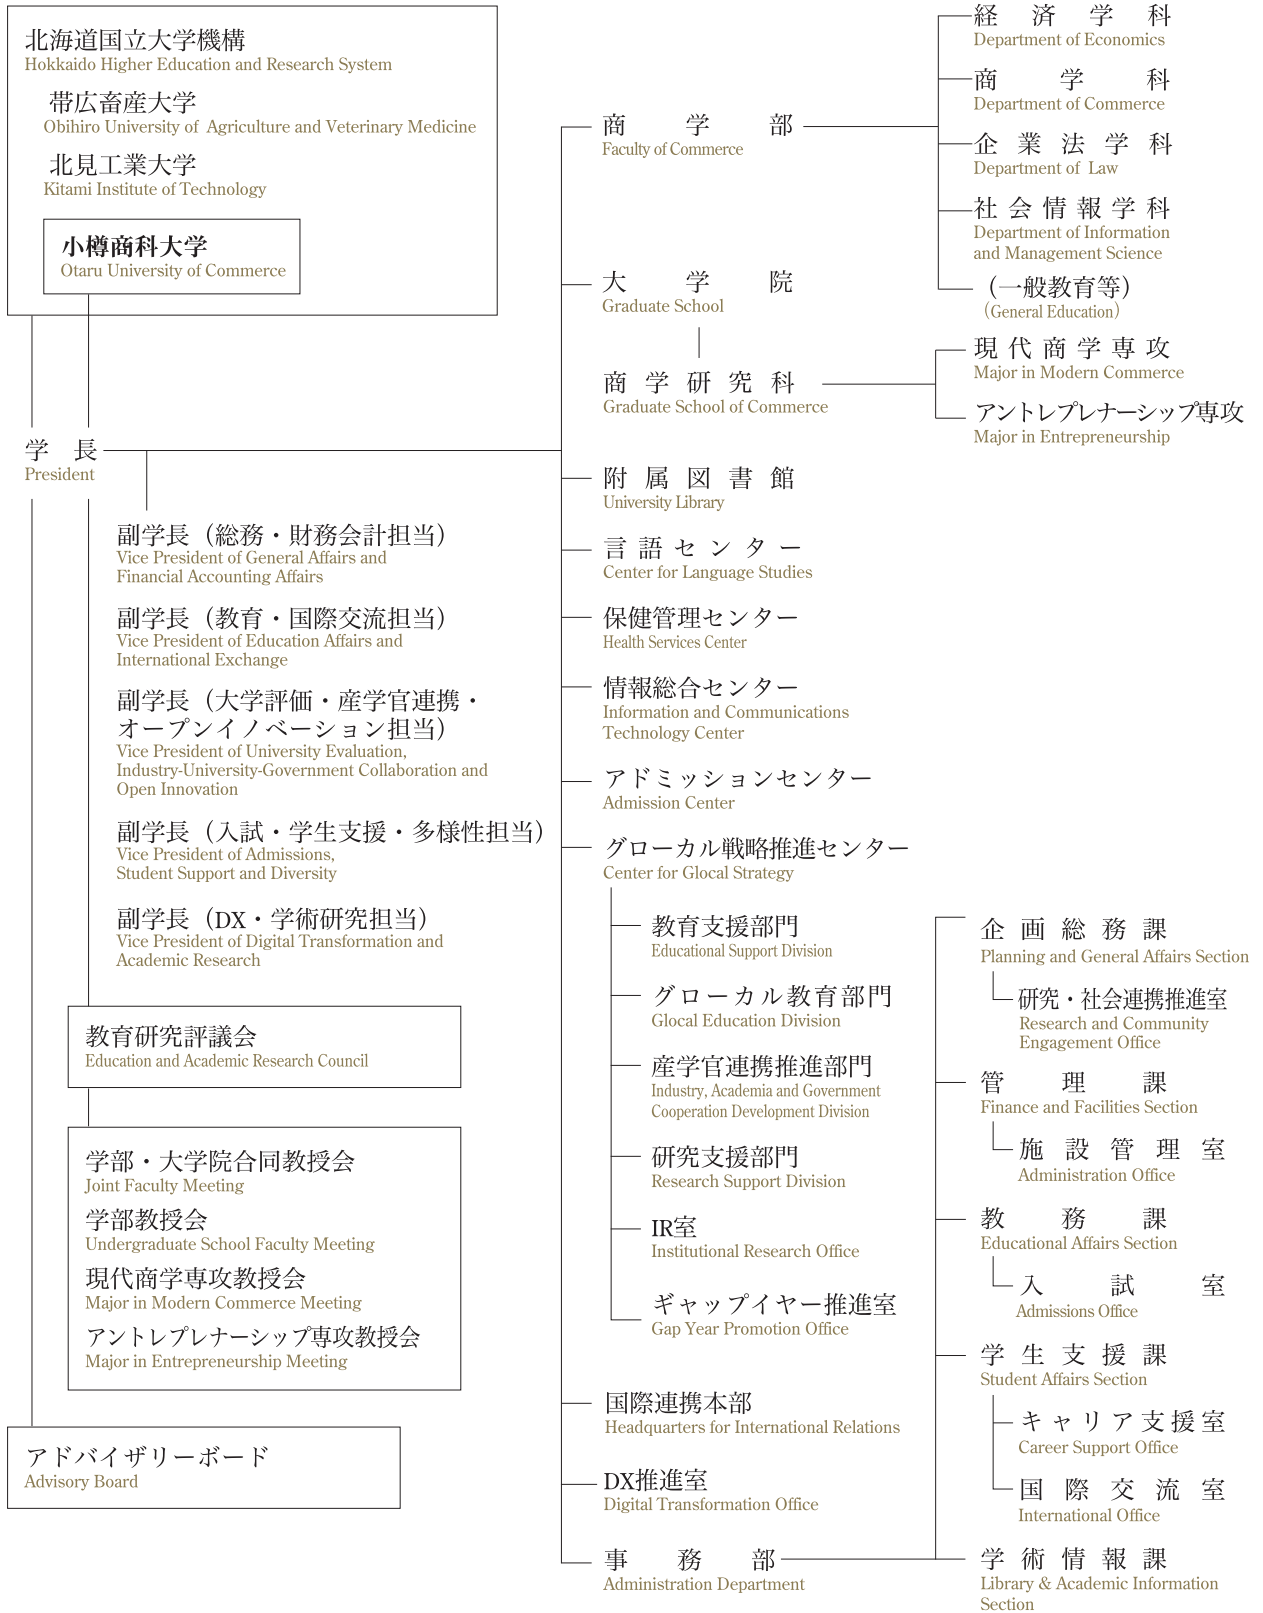 北海道国立大学機構
Hokkaido Higher Education and Research System
帯広畜産大学
Obihiro University of Agriculture and Veterinary Medicine
北見工業大学
Kitami Institute of Technology
小樽商科大学
Otaru University of Commerce
学長
President
副学長（総務・財務会計担当）
Vice President of General Affairs and
Financial Accounting Affairs
副学長（教育・国際交流担当）
Vice President of Education Affairs and
International Exchange
副学長（大学評価・産学官連携・
オープンイノベーション担当）
Vice President of University Evaluation,
Industry-University-Government Collaboration and
Open Innovation
副学長（入試・学生支援・多様性担当）
Vice President of Admissions,
Student Support and Diversity
副学長（DX・学術研究担当）
Vice President of Digital Transformation and
Academic Research
教育研究評議会
Education and Academic Research Council
学部・大学院合同教授会
Joint Faculty Meeting
学部教授会
Undergraduate School Faculty Meeting
現代商学専攻教授会
Major in Modern Commerce Meeting
アントレプレナーシップ専攻教授会
Major in Entrepreneurship Meeting
アドバイザリーボード
Advisory Board
商学部
Faculty of Commerce
経済学科
Department of Economics
商学科
Department of Commerce
企業法学科
Department of Law
社会情報学科
Department of Information
and Management Science
（一般教育等）
（General Education）
大学院
Graduate School
商学研究科
Graduate School of Commerce
現代商学専攻
Major in Modern Commerce
アントレプレナーシップ専攻
Major in Entrepreneurship
附属図書館
University Library
言語センター
Center for Language Studies
保健管理センター
Health Services Center
情報総合センター
Information and Communications
Technology Center
アドミッションセンター
Admission Center
グローカル戦略推進センター
Center for Glocal Strategy
教育支援部門
Educational Support Division
グローカル教育部門
Glocal Education Division
産学官連携推進部門
Industry, Academia and Government
Cooperation Development Division
研究支援部門
Research Support Division
IR室
Institutional Research Office
ギャップイヤー推進室
Gap Year Promotion Office
国際連携本部
Headquarters for International Relations
DX推進室
Digital Transformation Office
事務部
Administration Department
企画総務課
Planning and General Affairs Section
研究・社会連携推進室
Research and Community
Engagement Office
管理課
Finance and Facilities Section
施設管理室
Administration Office
教務課
Educational Affairs Section
入試室
Admissions Office
学生支援課
Student Affairs Section
キャリア支援室
Career Support Office
国際交流室
International Office
学術情報課
Library & Academic Information
Section